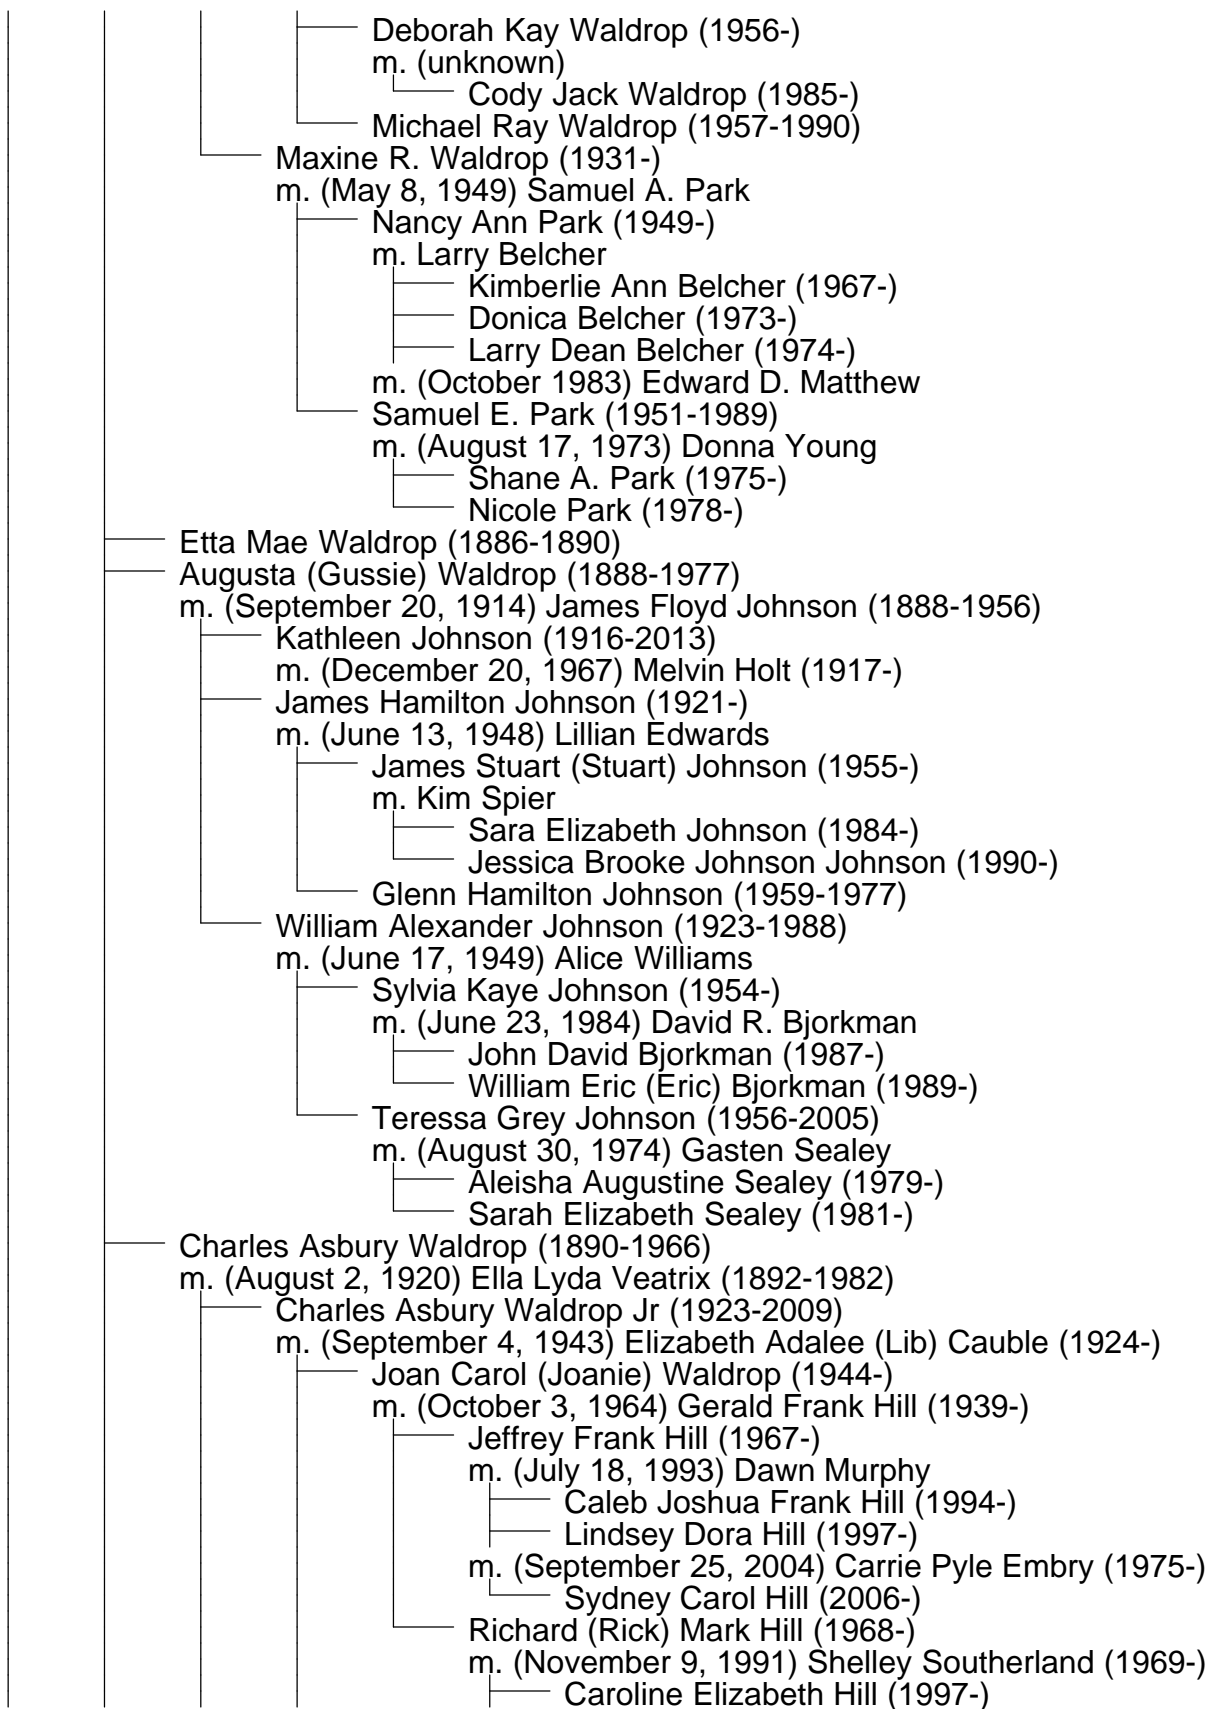 Deborah Kay Waldrop (1956-)
m. (unknown)
Cody Jack Waldrop (1985-)
Michael Ray Waldrop (1957-1990)
Maxine R. Waldrop (1931-)
m. (May 8, 1949) Samuel A. Park
Nancy Ann Park (1949-)
m. Larry Belcher
Kimberlie Ann Belcher (1967-)
Donica Belcher (1973-)
Larry Dean Belcher (1974-)
m. (October 1983) Edward D. Matthew
Samuel E. Park (1951-1989)
m. (August 17, 1973) Donna Young
Shane A. Park (1975-)
Nicole Park (1978-)
Etta Mae Waldrop (1886-1890)
Augusta (Gussie) Waldrop (1888-1977)
m. (September 20, 1914) James Floyd Johnson (1888-1956)
Kathleen Johnson (1916-2013)
m. (December 20, 1967) Melvin Holt (1917-)
James Hamilton Johnson (1921-)
m. (June 13, 1948) Lillian Edwards
James Stuart (Stuart) Johnson (1955-)
m. Kim Spier
Sara Elizabeth Johnson (1984-)
Jessica Brooke Johnson Johnson (1990-)
Glenn Hamilton Johnson (1959-1977)
William Alexander Johnson (1923-1988)
m. (June 17, 1949) Alice Williams
Sylvia Kaye Johnson (1954-)
m. (June 23, 1984) David R. Bjorkman
John David Bjorkman (1987-)
William Eric (Eric) Bjorkman (1989-)
Teressa Grey Johnson (1956-2005)
m. (August 30, 1974) Gasten Sealey
Aleisha Augustine Sealey (1979-)
Sarah Elizabeth Sealey (1981-)
Charles Asbury Waldrop (1890-1966)
m. (August 2, 1920) Ella Lyda Veatrix (1892-1982)
Charles Asbury Waldrop Jr (1923-2009)
m. (September 4, 1943) Elizabeth Adalee (Lib) Cauble (1924-)
Joan Carol (Joanie) Waldrop (1944-)
m. (October 3, 1964) Gerald Frank Hill (1939-)
Jeffrey Frank Hill (1967-)
m. (July 18, 1993) Dawn Murphy
Caleb Joshua Frank Hill (1994-)
Lindsey Dora Hill (1997-)
m. (September 25, 2004) Carrie Pyle Embry (1975-)
Sydney Carol Hill (2006-)
Richard (Rick) Mark Hill (1968-)
m. (November 9, 1991) Shelley Southerland (1969-)
Caroline Elizabeth Hill (1997-)